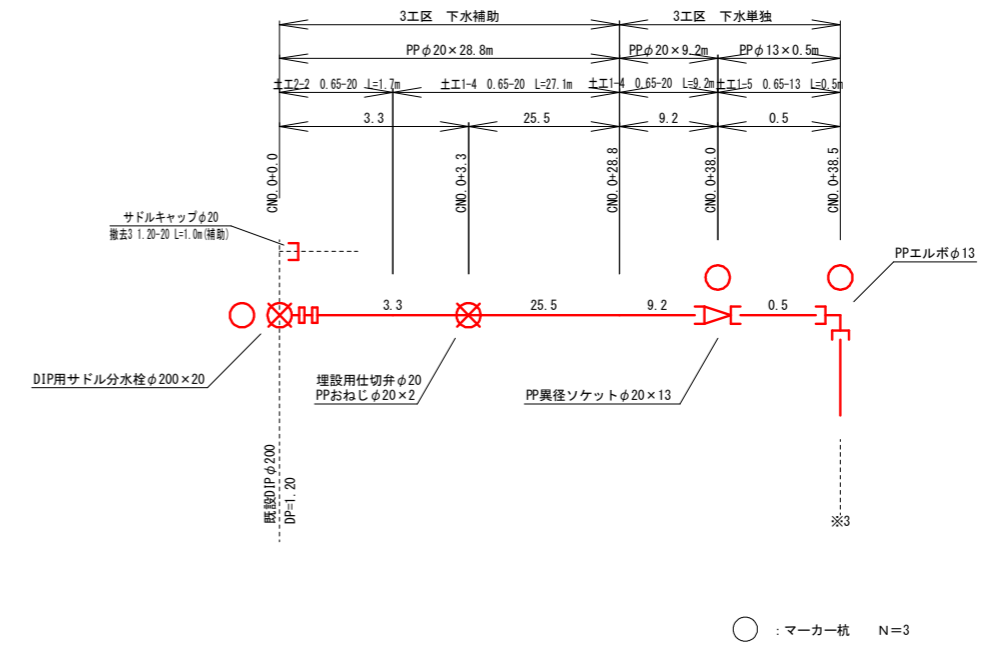 3工区 下水補助
3工区 下水単独
PPφ20×28.8m
PPφ20×9.2m
PPφ13×0.5m
土工2-2 0.65-20 L=1.7m
土工1-4 0.65-20 L=27.1m
土工1-4 0.65-20 L=9.2m
土工1-5 0.65-13 L=0.5m
3.3
25.5
9.2
0.5
CNO.0+0.0
CNO.0+3.3
CNO.0+28.8
CNO.0+38.0
CNO.0+38.5
サドルキャップφ20
撤去3 1.20-20 L=1.0m(補助)
PPエルボφ13
3.3
25.5
9.2
0.5
DIP用サドル分水栓φ200×20
埋設用仕切弁φ20
PPおねじφ20×2
PP異径ソケットφ20×13
既設DIPφ200
DP=1.20
※3
：マーカー杭 N＝3